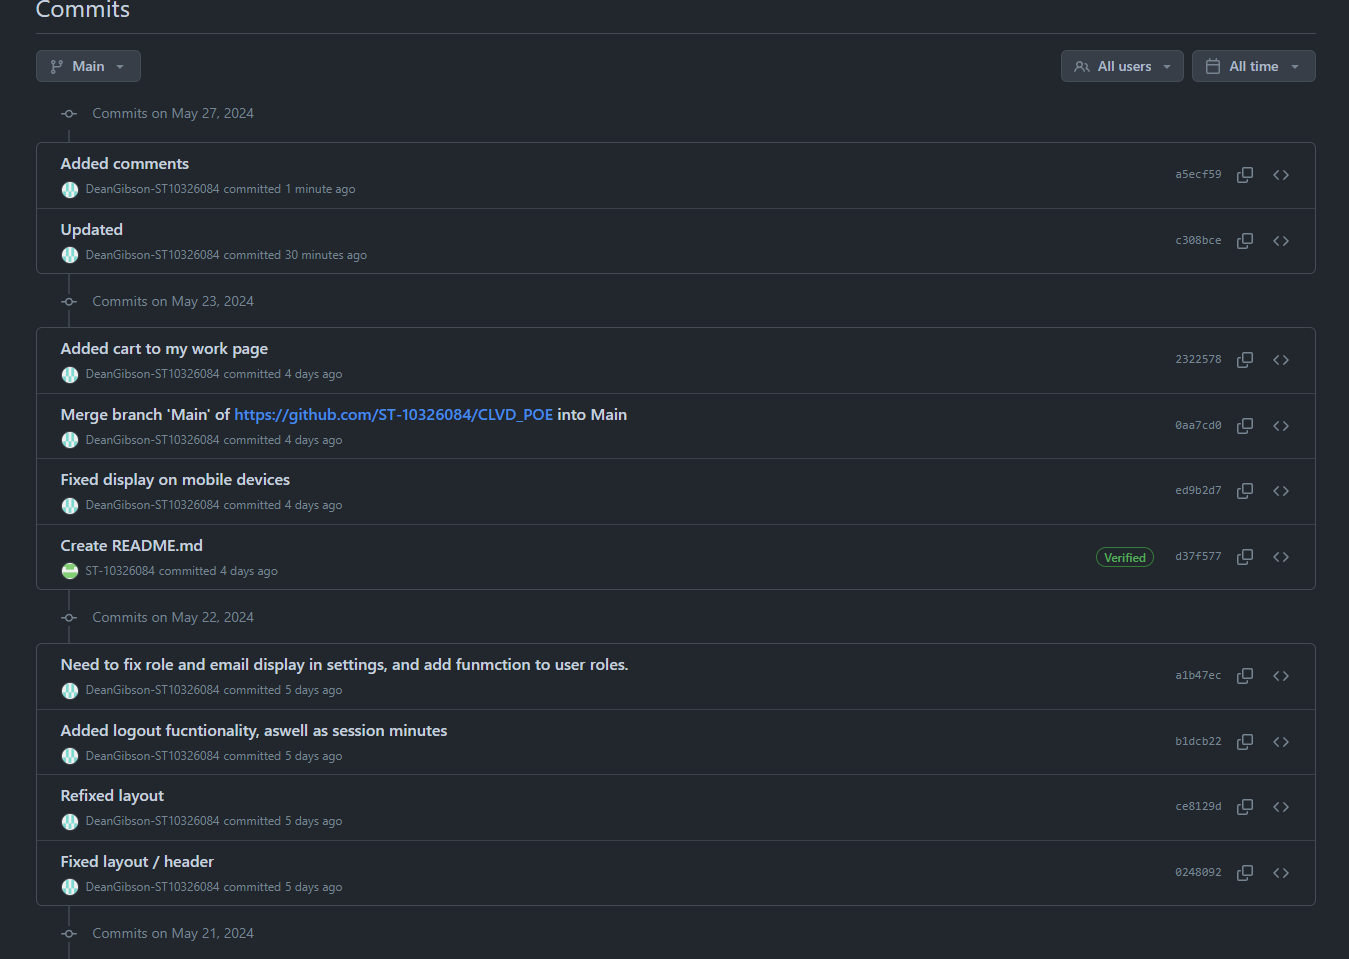 Commits
Main
All users
All time
Commits on May 27, 2024
Added comments
DeanGibson-ST10326084 committed 1 minute ago
a5ecf59
Updated
DeanGibson-ST10326084 committed 30 minutes ago
c308bce
Commits on May 23, 2024
Added cart to my work page
DeanGibson-ST10326084 committed 4 days ago
2322578
Merge branch 'Main' of https://github.com/ST-10326084/CLVD_POE into Main
DeanGibson-ST10326084 committed 4 days ago
0aa7cd0
Fixed display on mobile devices
DeanGibson-ST10326084 committed 4 days ago
ed9b2d7
Create README.md
ST-10326084 committed 4 days ago
Verified
d37f577
Commits on May 22, 2024
Need to fix role and email display in settings, and add funmction to user roles.
DeanGibson-ST10326084 committed 5 days ago
a1b47ec
Added logout fucntionality, aswell as session minutes
DeanGibson-ST10326084 committed 5 days ago
b1dcb22
Refixed layout
DeanGibson-ST10326084 committed 5 days ago
ce8129d
Fixed layout / header
DeanGibson-ST10326084 committed 5 days ago
0248092
Commits on May 21, 2024